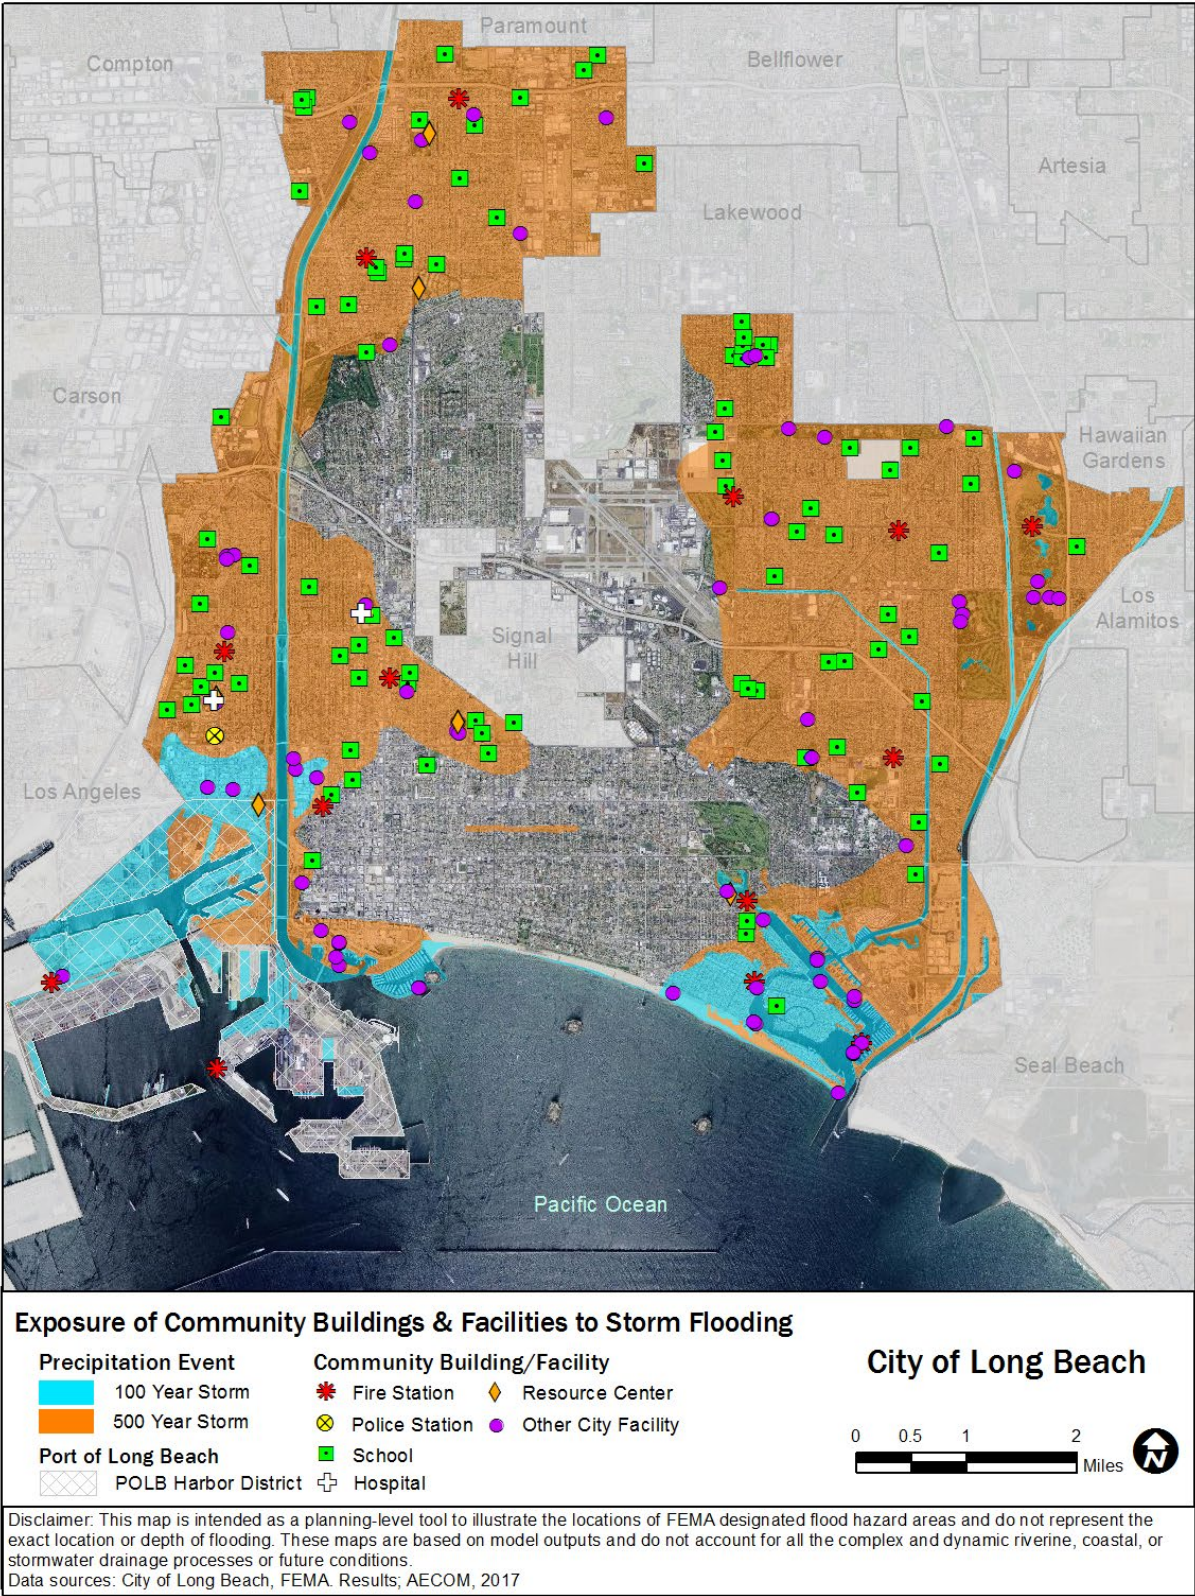 Paramount
Compton
Bellflower
Artesia
Lakewood
Carson
Hawaiian
Gardens
Los
Alamitos
Signal
Hill
Los Angeles
Seal Beach
Pacific Ocean
Exposure of Community Buildings & Facilities to Storm Flooding
Precipitation Event
100 Year Storm
500 Year Storm
Port of Long Beach
POLB Harbor District
Community Building/Facility
Fire Station
Resource Center
Police Station
Other City Facility
School
Hospital
City of Long Beach
0 0.5 1 2
Miles
N
Disclaimer: This map is intended as a planning-level tool to illustrate the locations of FEMA designated flood hazard areas and do not represent the
exact location or depth of flooding. These maps are based on model outputs and do not account for all the complex and dynamic riverine, coastal, or
stormwater drainage processes or future conditions.
Data sources: City of Long Beach, FEMA. Results; AECOM, 2017